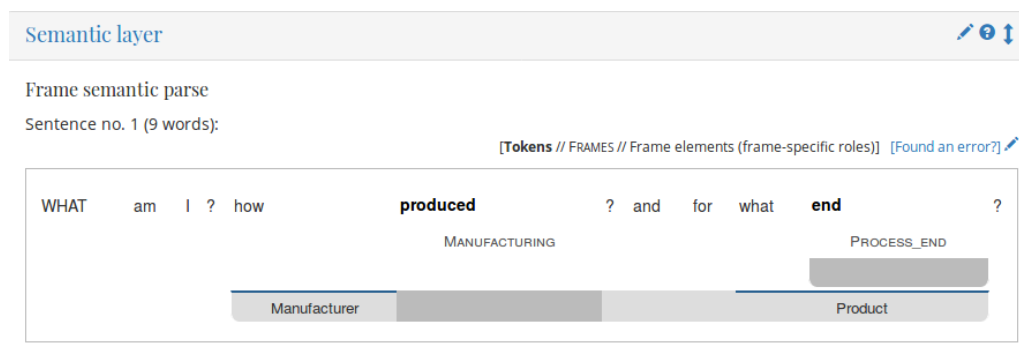 Semantic layer
Frame semantic parse
Sentence no. 1 (9 words):
[Tokens // FRAMES // Frame elements (frame-specific roles)] [Found an error?]
WHAT am I ? how produced ? and for what end ?
MANUFACTURING PROCESS_END
Manufacturer Product